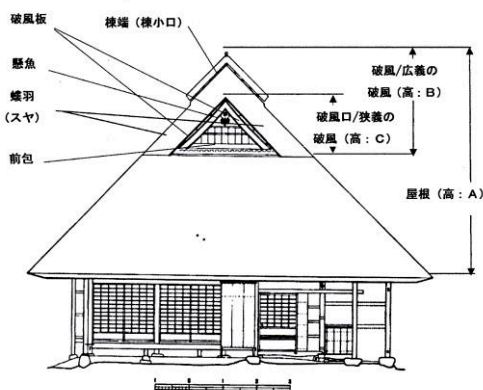 破風板
棟端（棟小口）
懸魚
蝶羽
（スヤ）
前包
破風/広義の
破風（高：B）
破風口/狭義の
破風（高：C）
屋根（高：A）